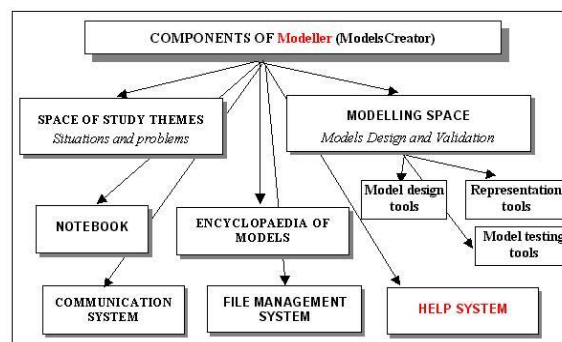 COMPONENTS OF Modeller (ModelsCreator)
SPACE OF STUDY THEMES
Situations and problems
MODELLING SPACE
Models Design and Validation
Model design
tools
Representation
tools
NOTEBOOK
ENCYCLOPAEDIA OF
MODELS
Model testing
tools
COMMUNICATION
SYSTEM
FILE MANAGEMENT
SYSTEM
HELP SYSTEM